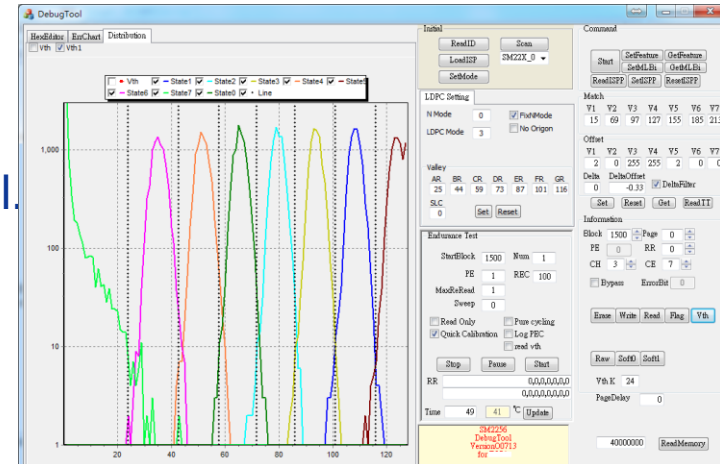 DebugTool
HexEditor ErrChart Distribution
Vth Vth1
Vth State1 State2 State3 State4 State5
State6 State7 State0 Line
1,000
100
10
1
20 40 60 80 100 120
Initial
ReadID Scan
LoadISP SM22X_0
SetMode
LDPC Setting
N Mode 0 FixNMode
LDPC Mode 3 No Origon
Valley
AR BR CR DR ER FR GR
25 44 59 73 87 101 116
SLC
0 Set Reset
Endurance Test
StartBlock 1500 Num 1
PE 1 REC 100
MaxReRead 1
Sweep 0
Read Only Pure cycling
Quick Calibration Log PEC
read vth
Stop Pause Start
RR 0,0,0,0,0,0,0
0,0,0,0,0,0,0
Time 49 41 °C Update
SM2256
DebugTool
Version00713
for
Command
Start SetFeature GetFeature
SetMLBi GetMLBi
ReadISPP SetISPP ResetISPP
Match
V1 V2 V3 V4 V5 V6 V7
15 69 97 127 155 185 213
Offset
V1 V2 V3 V4 V5 V6 V7
2 0 255 255 2 0 0
Delta DeltaOffset
0 -0.33 DeltaFilter
Set Reset Get ReadTT
Information
Block 1500 Page 0
PE 0 RR 0
CH 3 CE 7
Bypass ErrorBit 0
Erase Write Read Flag Vth
Raw Soft0 Soft1
Vth K 24
PageDelay 0
40000000 ReadMemory